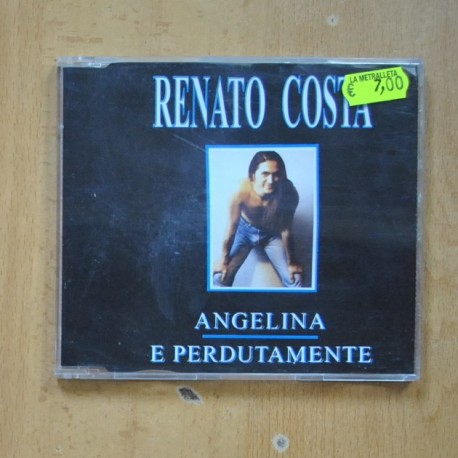 LA METRALLETA
€ 7,00
RENATO COSTA
ANGELINA
E PERDUTAMENTE